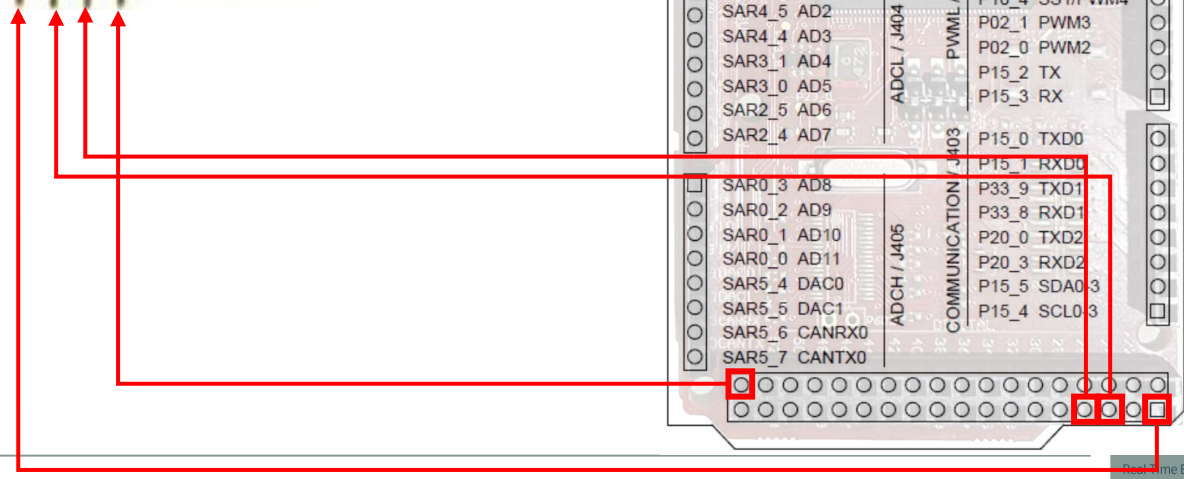 SAR4_5 AD2
SAR4_4 AD3
SAR3_1 AD4
SAR3_0 AD5
SAR2_5 AD6
SAR2_4 AD7
ADCL / J404
PWML /
P02_1 PWM3
P02_0 PWM2
P15_2 TX
P15_3 RX
SAR0_3 AD8
SAR0_2 AD9
SAR0_1 AD10
SAR0_0 AD11
SAR5_4 DAC0
SAR5_5 DAC1
SAR5_6 CANRX0
SAR5_7 CANTX0
ADCH / J405
COMMUNICATION / J403
P15_0 TXD0
P15_1 RXD0
P33_9 TXD1
P33_8 RXD1
P20_0 TXD2
P20_3 RXD2
P15_5 SDA0-3
P15_4 SCL0-3
Real Time